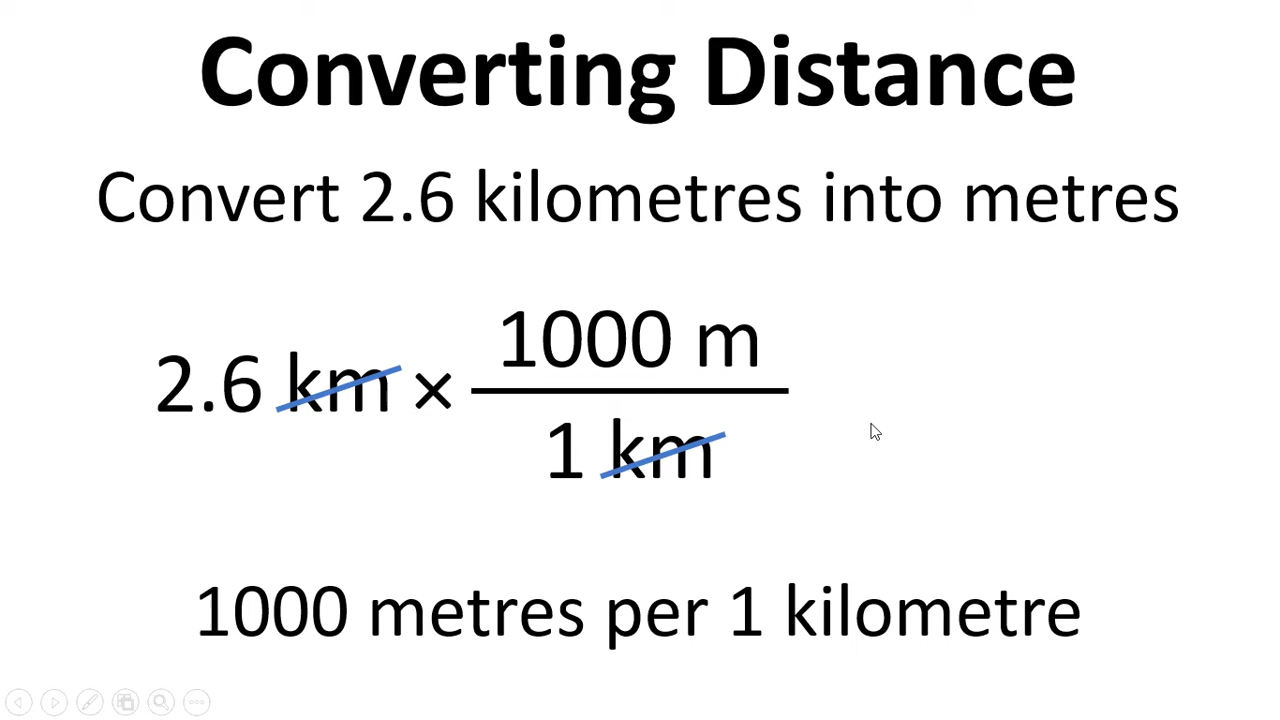 Converting Distance
Convert 2.6 kilometres into metres
1000 m
2.6 km ×
1 km
1000 metres per 1 kilometre